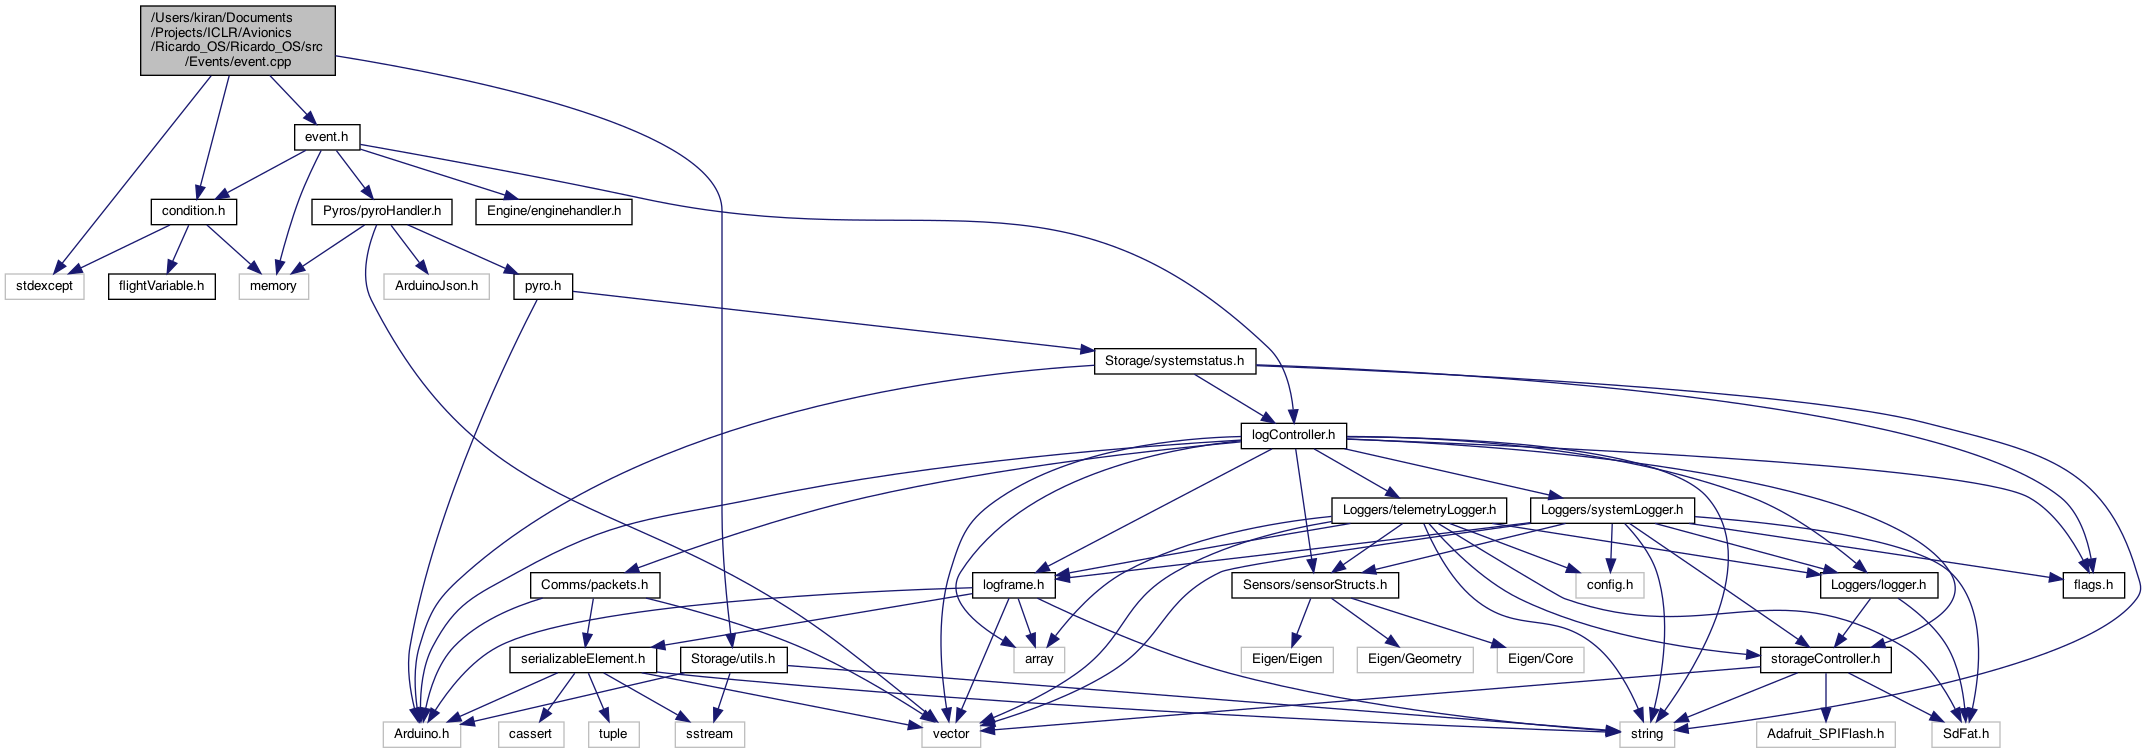 /Users/kiran/Documents
/Projects/ICLR/Avionics
/Ricardo_OS/Ricardo_OS/src
/Events/event.cpp
event.h
condition.h
Pyros/pyroHandler.h
Engine/enginehandler.h
stdexcept
flightVariable.h
memory
ArduinoJson.h
pyro.h
Storage/systemstatus.h
logController.h
Loggers/telemetryLogger.h
Loggers/systemLogger.h
Comms/packets.h
logframe.h
Sensors/sensorStructs.h
config.h
Loggers/logger.h
flags.h
serializableElement.h
Storage/utils.h
array
Eigen/Eigen
Eigen/Geometry
Eigen/Core
storageController.h
Arduino.h
cassert
tuple
sstream
vector
string
Adafruit_SPIFlash.h
SdFat.h